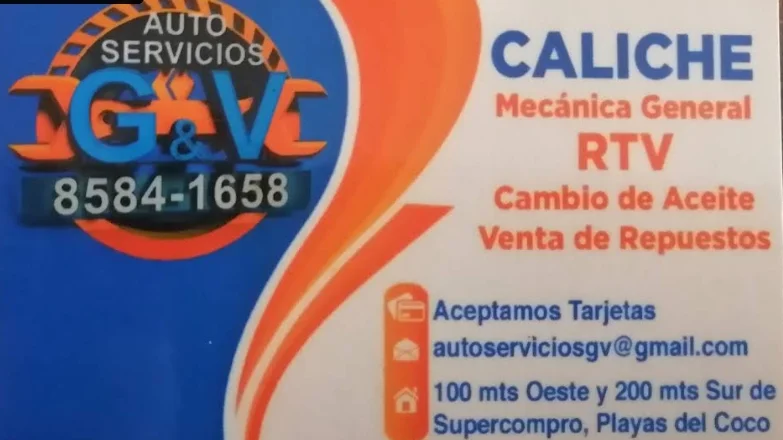 AUTO
SERVICIOS
G&V
8584-1658
CALICHE
Mecánica General
RTV
Cambio de Aceite
Venta de Repuestos
Aceptamos Tarjetas
autoserviciosgv@gmail.com
100 mts Oeste y 200 mts Sur de
Supercompro, Playas del Coco